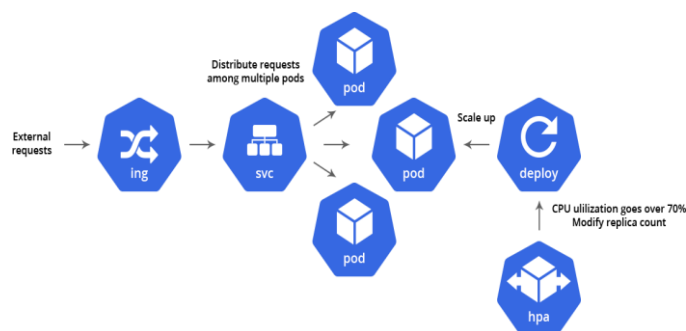 Distribute requests
among multiple pods
pod
External
requests
ing
svc
pod
Scale up
deploy
pod
CPU ulilization goes over 70%
Modify replica count
hpa